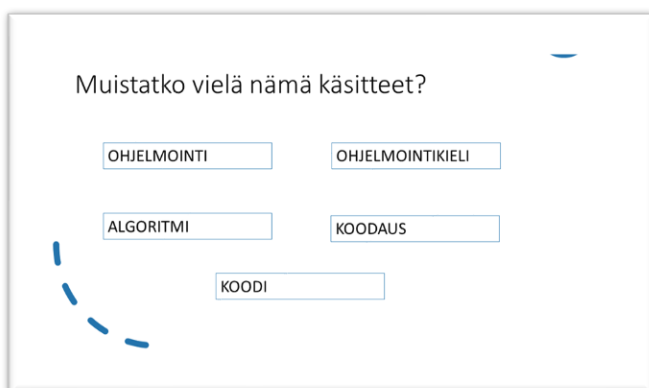 Muistatko vielä nämä käsitteet?
OHJELMOINTI
OHJELMOINTIKIELI
ALGORITMI
KOODAUS
KOODI